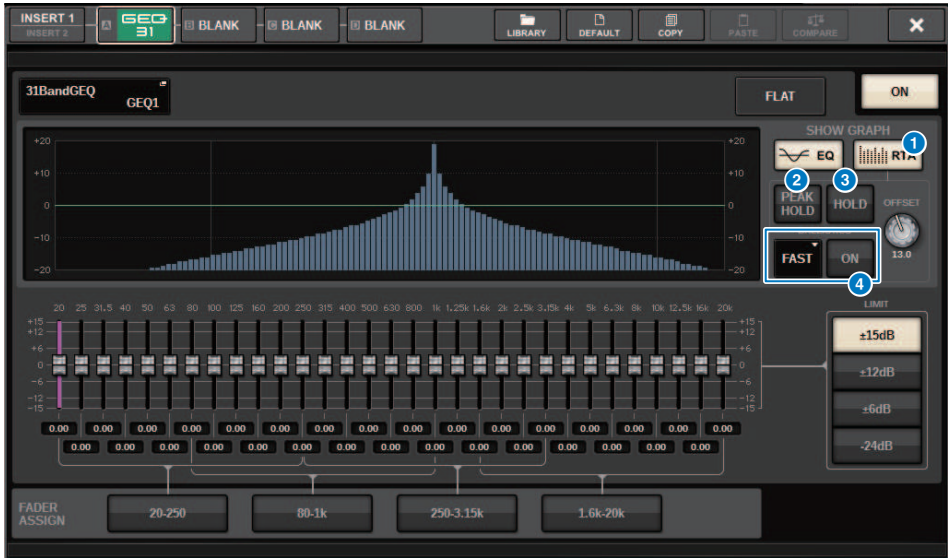 INSERT 1
INSERT 2
A
GEQ
31
B BLANK
C BLANK
D BLANK
LIBRARY
DEFAULT
COPY
PASTE
COMPARE
31BandGEQ
GEQ1
FLAT
ON
SHOW GRAPH
EQ
RTA
1
2
3
PEAK
HOLD
HOLD
OFFSET
13.0
FAST
ON
4
+20 +20
+10 +10
0 0
-10 -10
-20 -20
20 25 31.5 40 50 63 80 100 125 160 200 250 315 400 500 630 800 1k 1.25k 1.6k 2k 2.5k 3.15k 4k 5k 6.3k 8k 10k 12.5k 16k 20k
+15 +15
+12 +12
+6 +6
0 0
-6 -6
-12 -12
-15 -15
0.00 0.00 0.00 0.00 0.00 0.00 0.00 0.00 0.00 0.00 0.00 0.00 0.00 0.00 0.00 0.00
0.00 0.00 0.00 0.00 0.00 0.00 0.00 0.00 0.00 0.00 0.00 0.00 0.00 0.00 0.00
LIMIT
±15dB
±12dB
±6dB
-24dB
FADER
ASSIGN
20-250
80-1k
250-3.15k
1.6k-20k